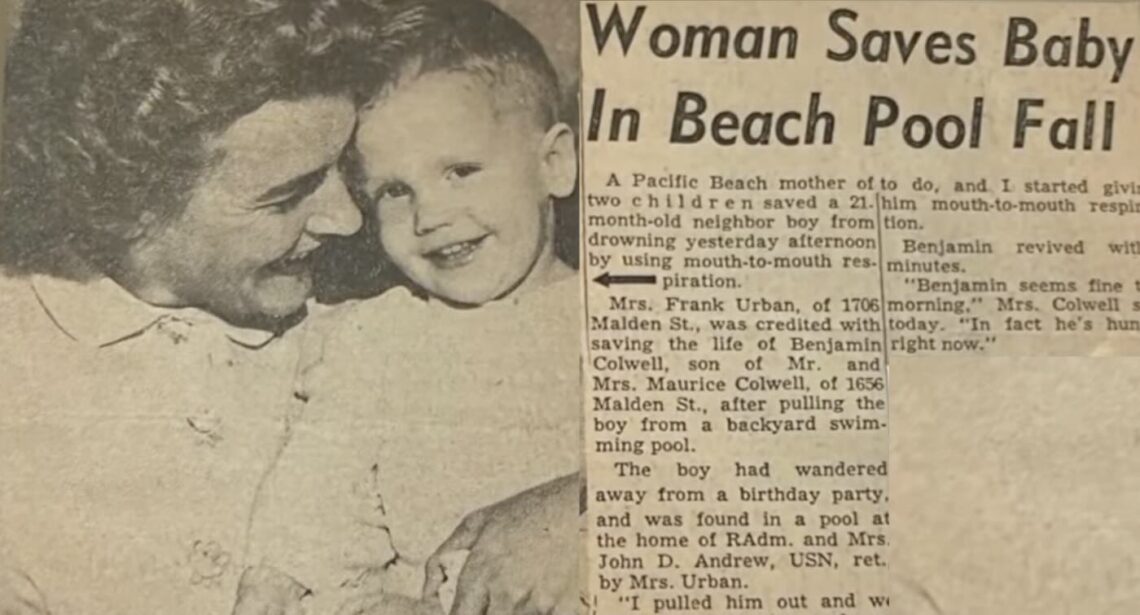 Woman Saves Baby
In Beach Pool Fall
A Pacific Beach mother of
two children saved a 21-
month-old neighbor boy from
drowning yesterday afternoon
by using mouth-to-mouth res-
piration.
Mrs. Frank Urban, of 1706
Malden St., was credited with
saving the life of Benjamin
Colwell, son of Mr. and
Mrs. Maurice Colwell, of 1656
Malden St., after pulling the
boy from a backyard swim-
ming pool.
The boy had wandered
away from a birthday party,
and was found in a pool at
the home of RAdm. and Mrs.
John D. Andrew, USN, ret.
by Mrs. Urban.
"I pulled him out and
to do, and I started
him mouth-to-mouth
tion.
Benjamin revived
minutes.
"Benjamin seems fine
morning," Mrs. Colwell
today. "In fact he's
right now."